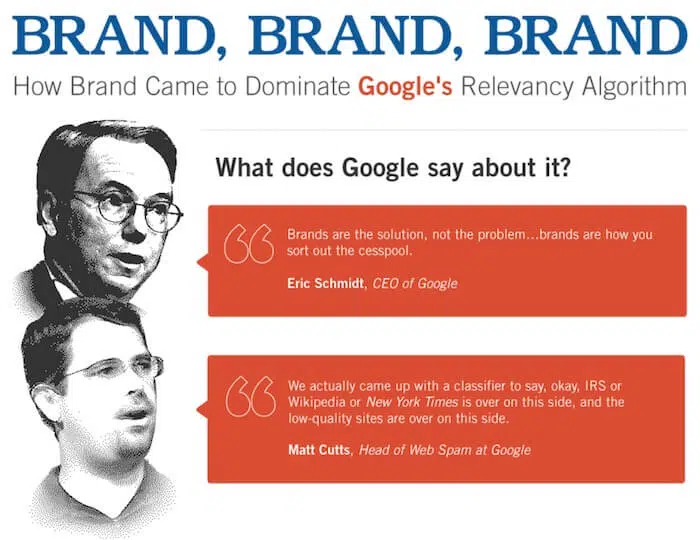 BRAND, BRAND, BRAND
How Brand Came to Dominate Google's Relevancy Algorithm
What does Google say about it?
Brands are the solution, not the problem...brands are how you
sort out the cesspool.
Eric Schmidt, CEO of Google
We actually came up with a classifier to say, okay, IRS or
Wikipedia or New York Times is over on this side, and the
low-quality sites are over on this side.
Matt Cutts, Head of Web Spam at Google